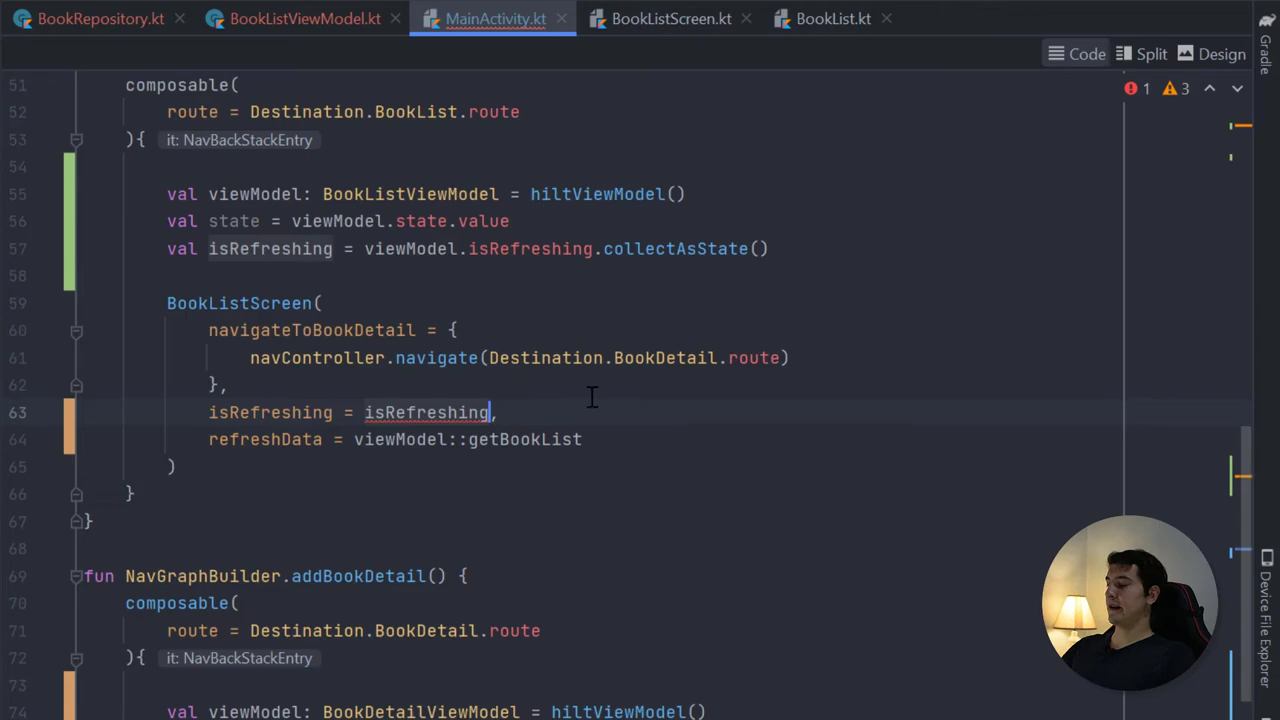 BookRepository.kt BookListViewModel.kt MainActivity.kt BookListScreen.kt BookList.kt
Gradle
Code Split Design
51 composable(
1 3
52 route = Destination.BookList.route
53 ){ it: NavBackStackEntry
54
55 val viewModel: BookListViewModel = hiltViewModel()
56 val state = viewModel.state.value
57 val isRefreshing = viewModel.isRefreshing.collectAsState()
58
59 BookListScreen(
60 navigateToBookDetail = {
61 navController.navigate(Destination.BookDetail.route)
62 },
63 isRefreshing = isRefreshing,
64 refreshData = viewModel::getBookList
65 )
66 }
67 }
68
69 fun NavGraphBuilder.addBookDetail() {
70 composable(
71 route = Destination.BookDetail.route
72 ){ it: NavBackStackEntry
73
74 val viewModel: BookDetailViewModel = hiltViewModel()
Device File Explorer